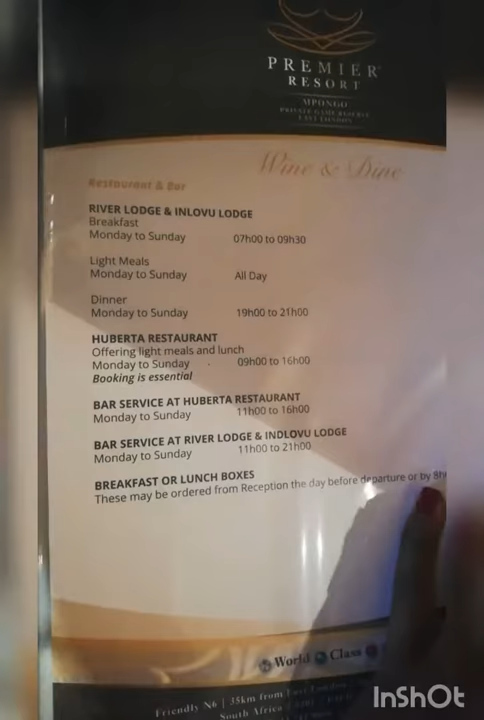 PREMIER
RESORT
MPONGO
PRIVATE GAME RESERVE
EAST LONDON
Wine & Dine
Restaurant & Bar
RIVER LODGE & INLOVU LODGE
Breakfast
Monday to Sunday 07h00 to 09h30
Light Meals
Monday to Sunday All Day
Dinner
Monday to Sunday 19h00 to 21h00
HUBERTA RESTAURANT
Offering light meals and lunch
Monday to Sunday 09h00 to 16h00
Booking is essential
BAR SERVICE AT HUBERTA RESTAURANT
Monday to Sunday 11h00 to 16h00
BAR SERVICE AT RIVER LODGE & INDLOVU LODGE
Monday to Sunday 11h00 to 21h00
BREAKFAST OR LUNCH BOXES
These may be ordered from Reception the day before departure or by
World Class
Friendly N6 | 35km from East London
South Africa
InShOt